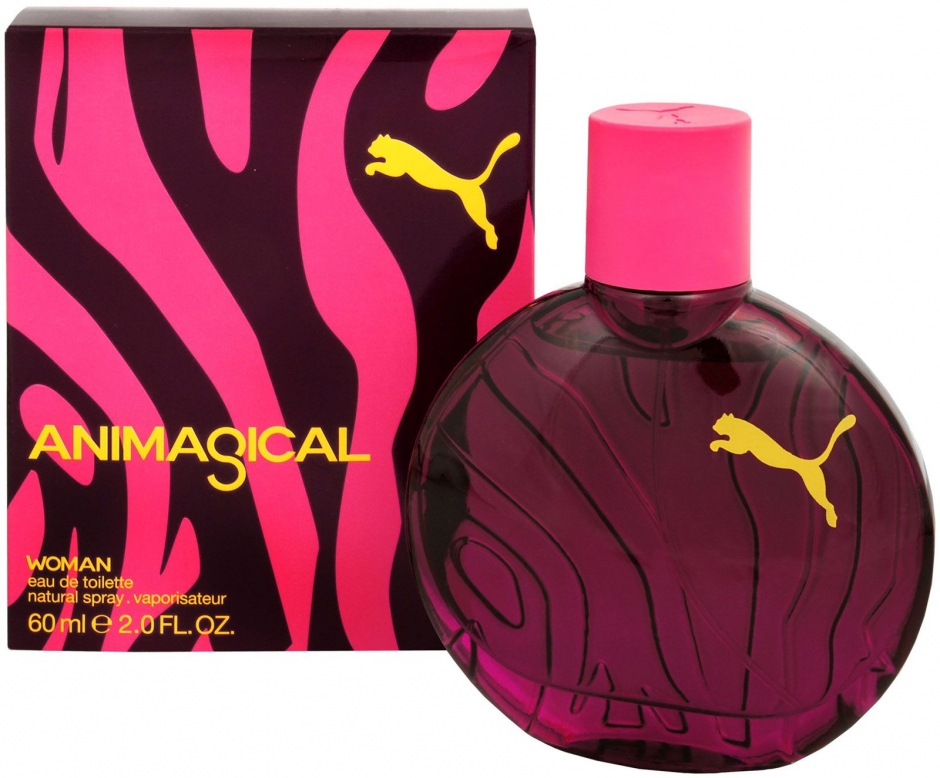 ANIMAGICAL
WOMAN
eau de toilette
natural spray . vaporisateur
60 ml ℮ 2.0 FL. OZ.